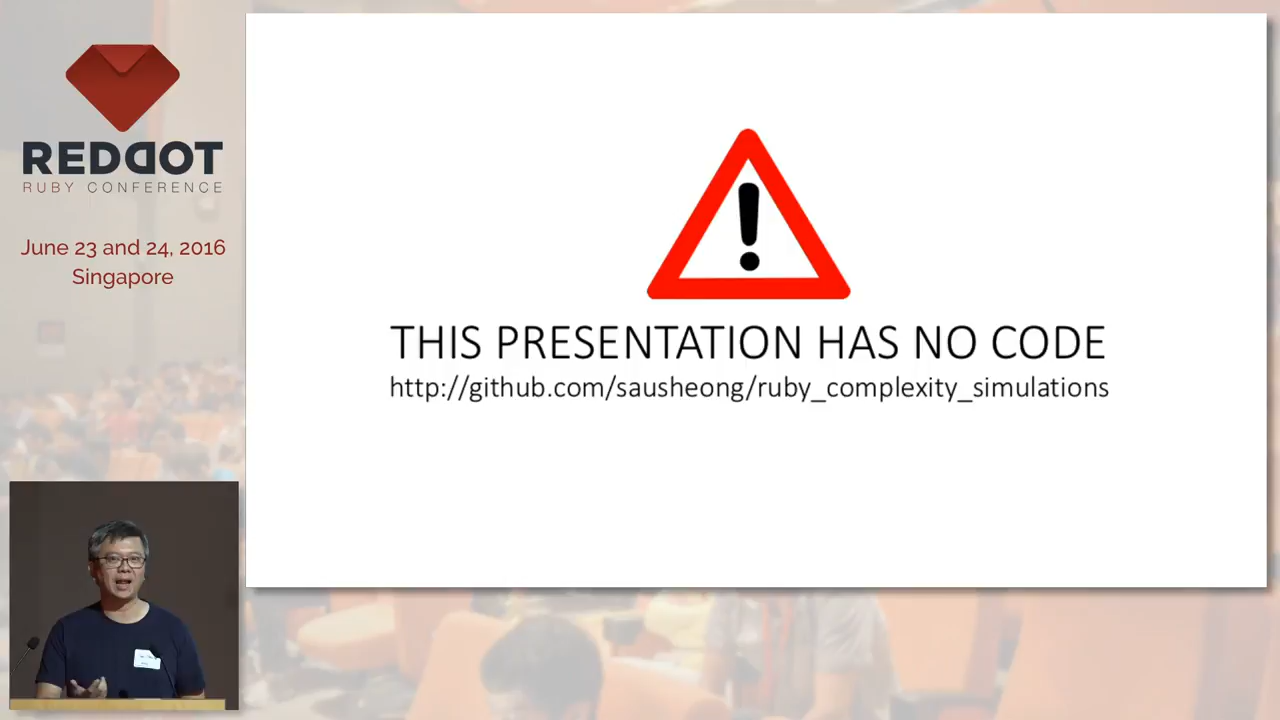 REDDOT
RUBY CONFERENCE
June 23 and 24, 2016
Singapore
THIS PRESENTATION HAS NO CODE
http://github.com/sausheong/ruby_complexity_simulations